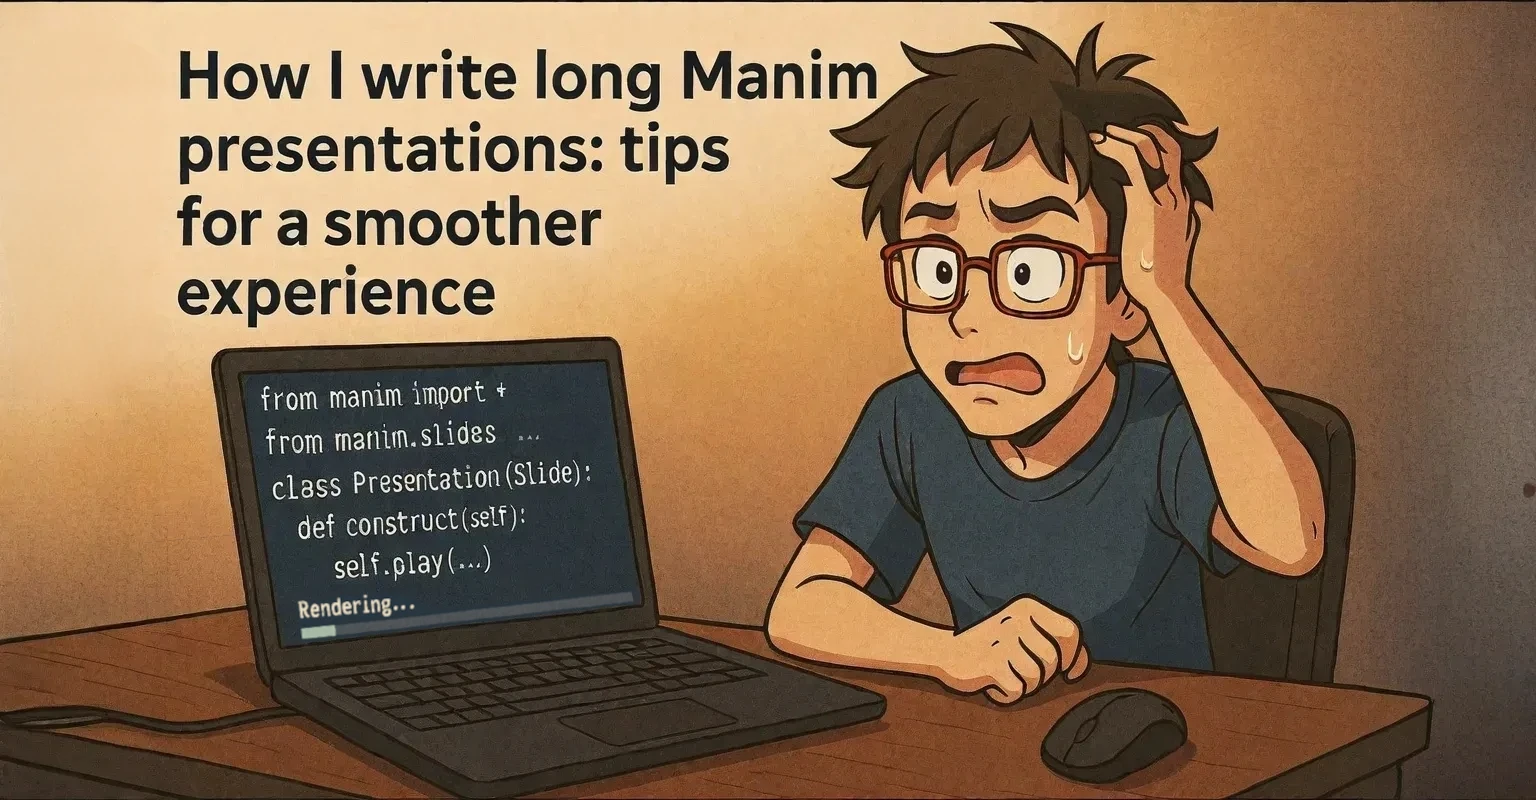 How I write long Manim
presentations: tips
for a smoother
experience
from manim import +
from manim.slides ...
class Presentation(Slide):
def construct(self):
self.play(...)
Rendering...